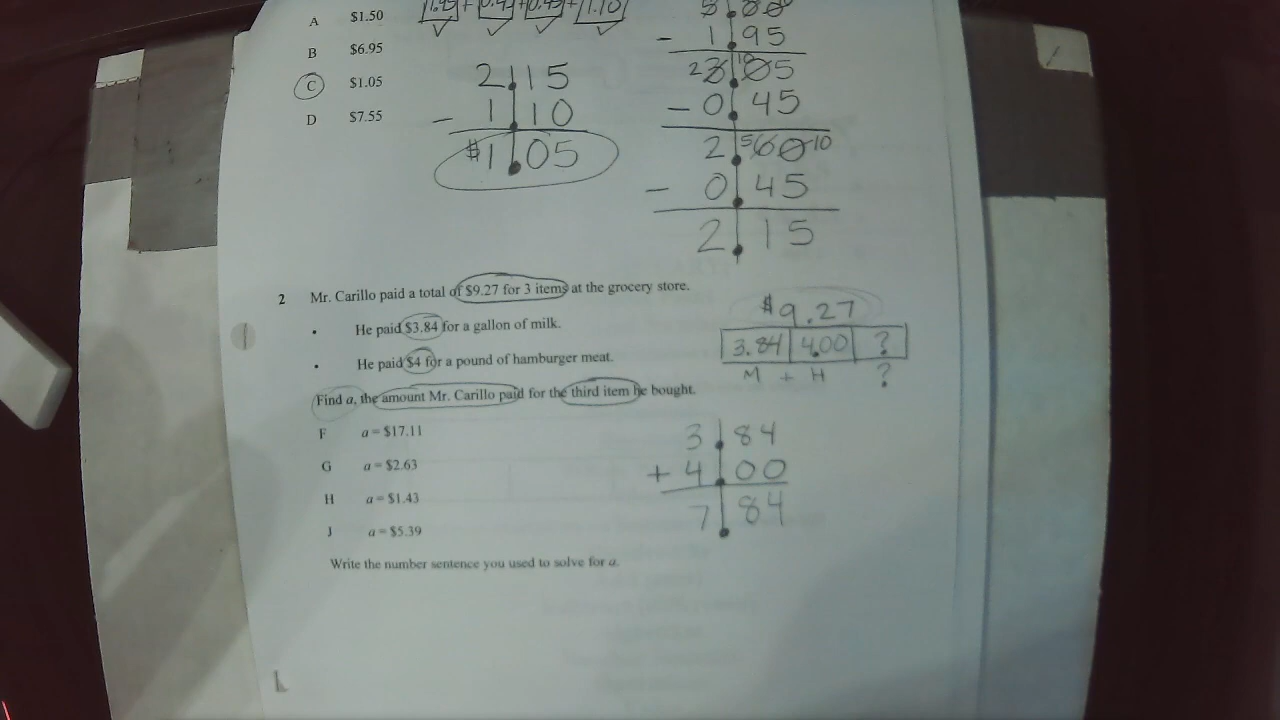 A $1.50
B $6.95
C $1.05
D $7.55
2.15
- 1.10
$1.05
- 1.95
- 0.45
2.60 10
- 0.45
2.15
2 Mr. Carillo paid a total of $9.27 for 3 items at the grocery store.
• He paid $3.84 for a gallon of milk.
• He paid $4 for a pound of hamburger meat.
Find a, the amount Mr. Carillo paid for the third item he bought.
F a = $17.11
G a = $2.63
H a = $1.43
J a = $5.39
Write the number sentence you used to solve for a.
$9.27
3.84 4.00 ?
M + H ?
3.84
+ 4.00
7.84